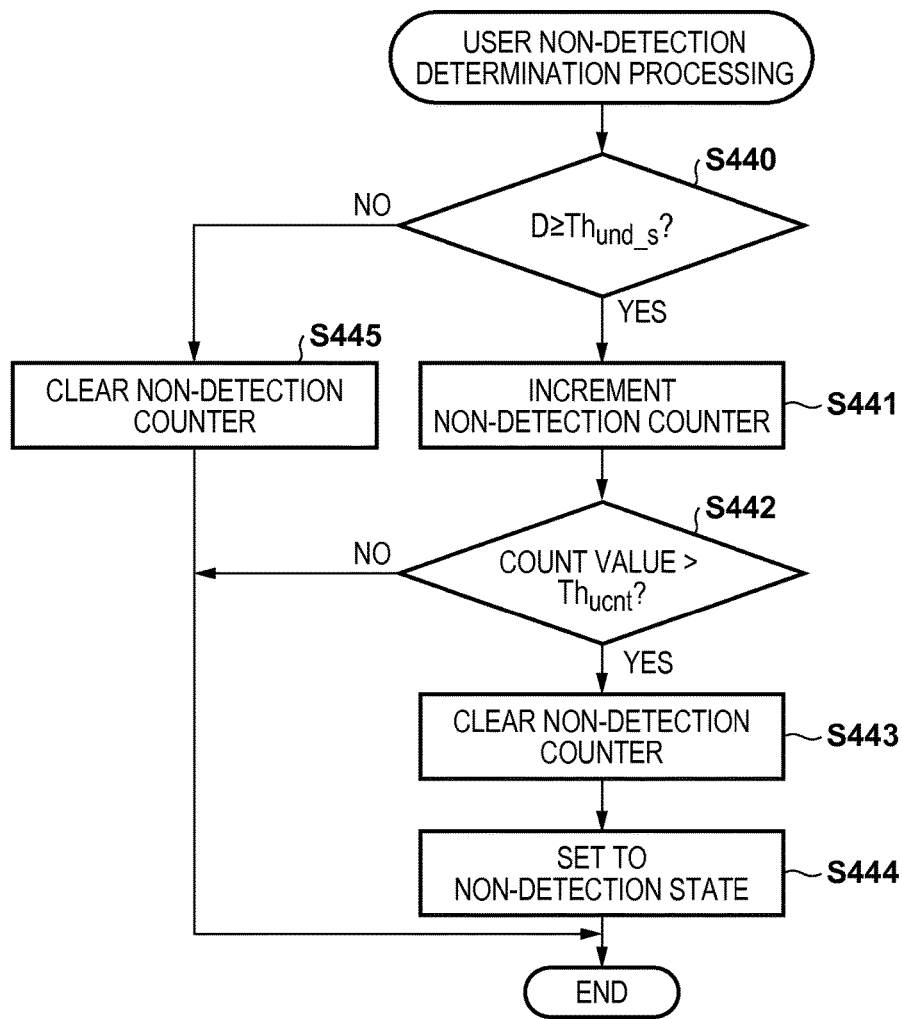 USER NON-DETECTION
DETERMINATION PROCESSING
S440
NO
D≥Thund_s?
YES
S445
CLEAR NON-DETECTION
COUNTER
INCREMENT
NON-DETECTION COUNTER
S441
S442
NO
COUNT VALUE >
Thucnt?
YES
CLEAR NON-DETECTION
COUNTER
S443
SET TO
NON-DETECTION STATE
S444
END